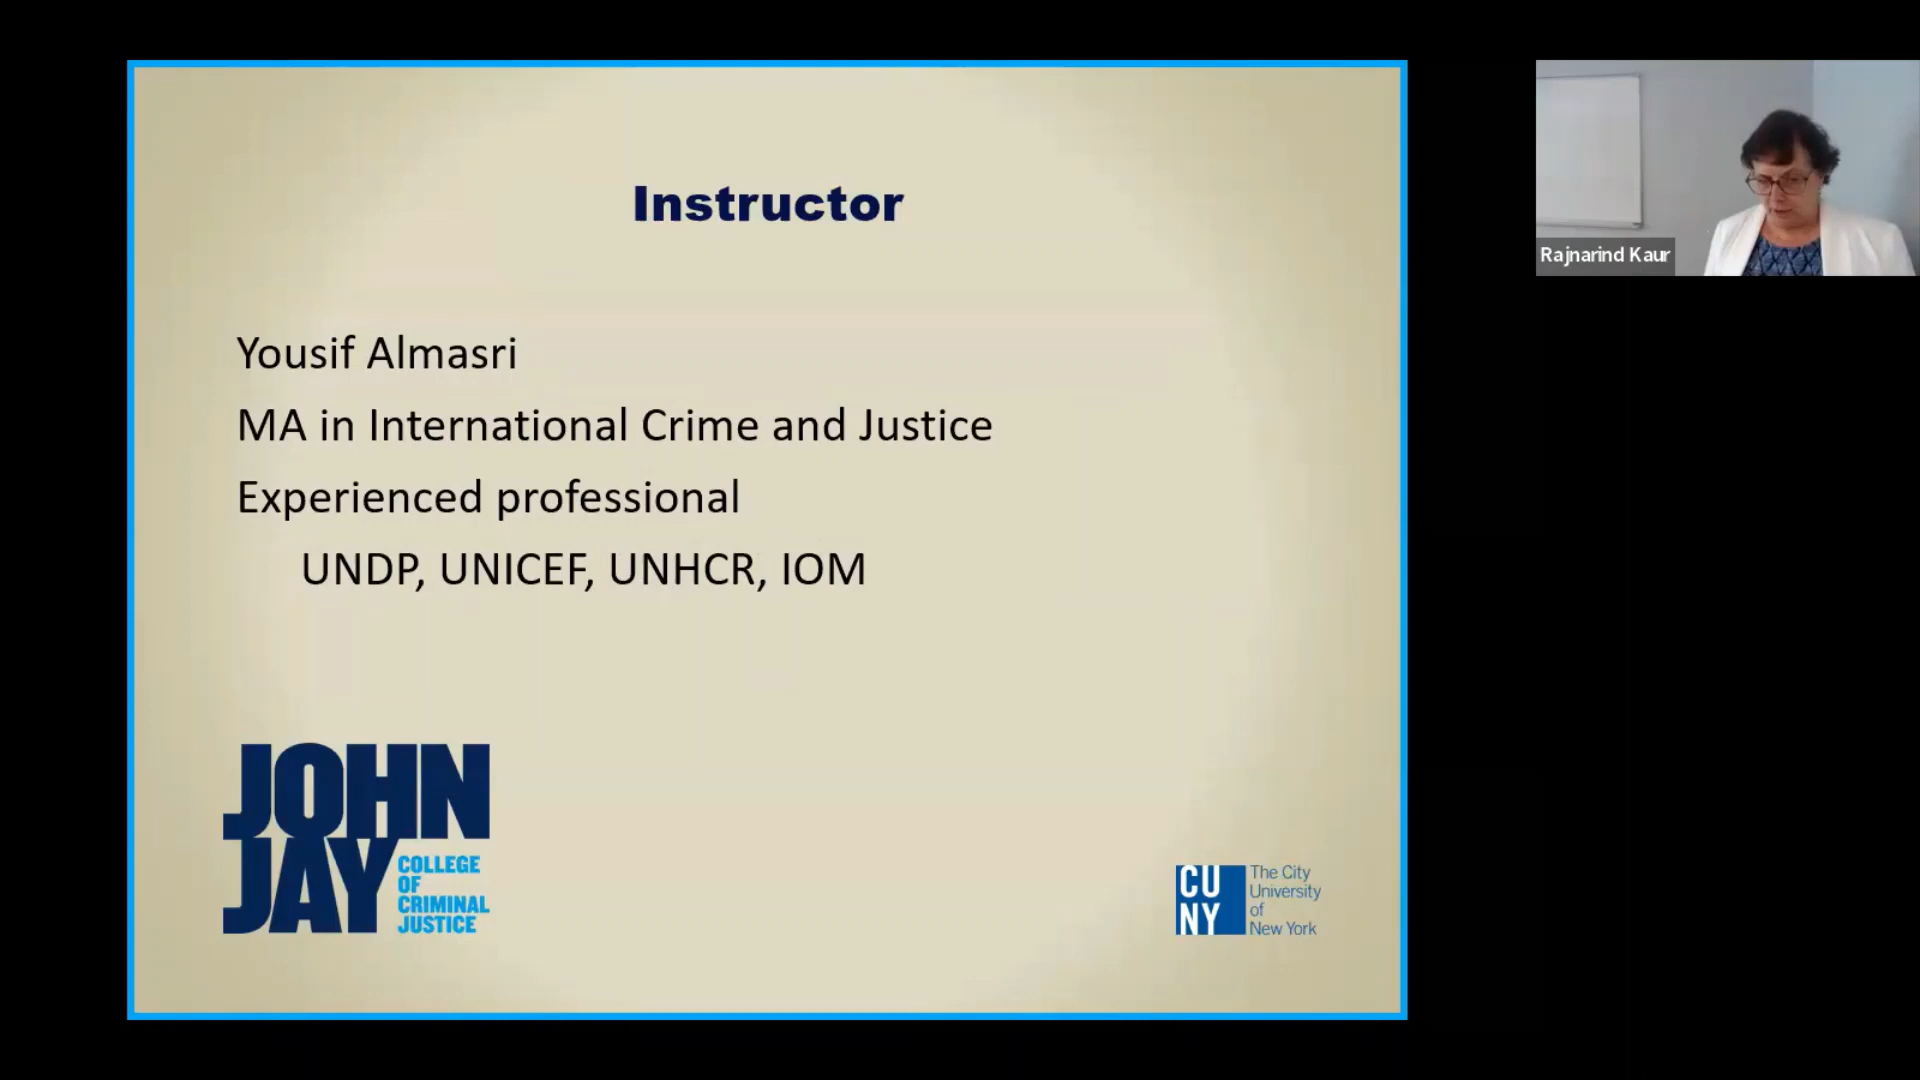 Instructor
Yousif Almasri
MA in International Crime and Justice
Experienced professional
UNDP, UNICEF, UNHCR, IOM
JOHN
JAY
COLLEGE
OF
CRIMINAL
JUSTICE
CU
NY
The City
University
of
New York
Rajnarind Kaur